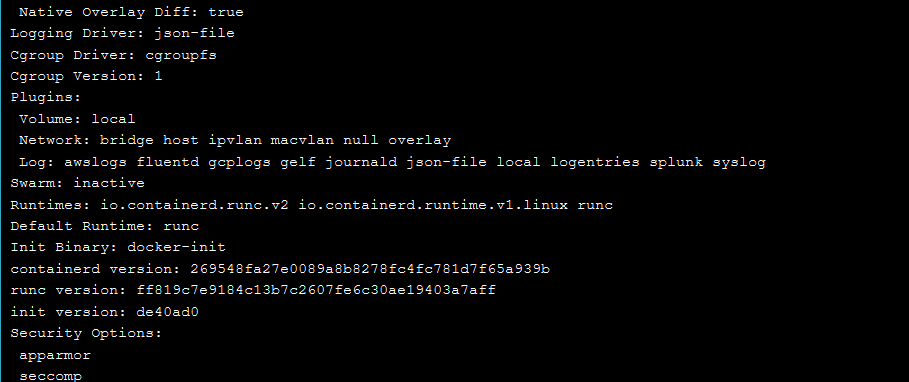 Native Overlay Diff: true
Logging Driver: json-file
Cgroup Driver: cgroupfs
Cgroup Version: 1
Plugins:
Volume: local
Network: bridge host ipvlan macvlan null overlay
Log: awslogs fluentd gcplogs gelf journald json-file local logentries splunk syslog
Swarm: inactive
Runtimes: io.containerd.runc.v2 io.containerd.runtime.v1.linux runc
Default Runtime: runc
Init Binary: docker-init
containerd version: 269548fa27e0089a8b8278fc4fc781d7f65a939b
runc version: ff819c7e9184c13b7c2607fe6c30ae19403a7aff
init version: de40ad0
Security Options:
apparmor
seccomp